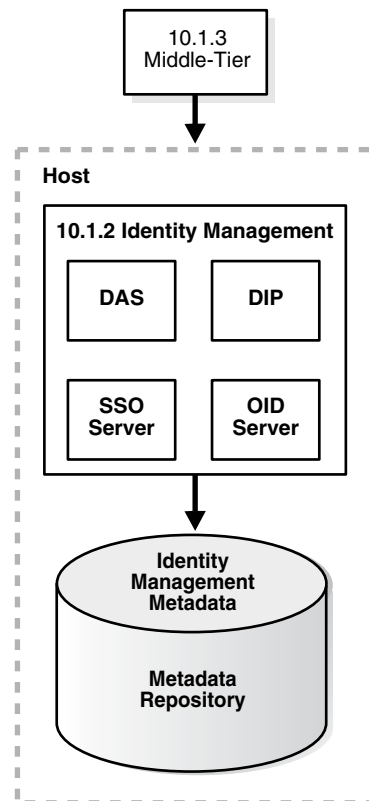 10.1.3
Middle-Tier
Host
10.1.2 Identity Management
DAS
DIP
SSO
Server
OID
Server
Identity
Management
Metadata
Metadata
Repository